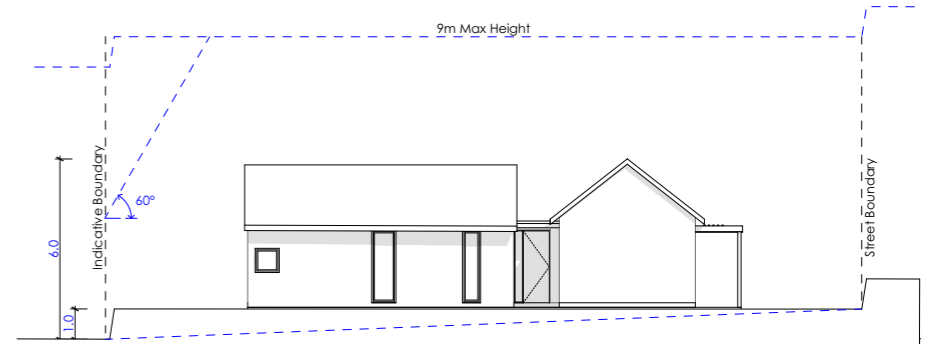 9m Max Height
Indicative Boundary
60°
Street Boundary
6.0
1.0